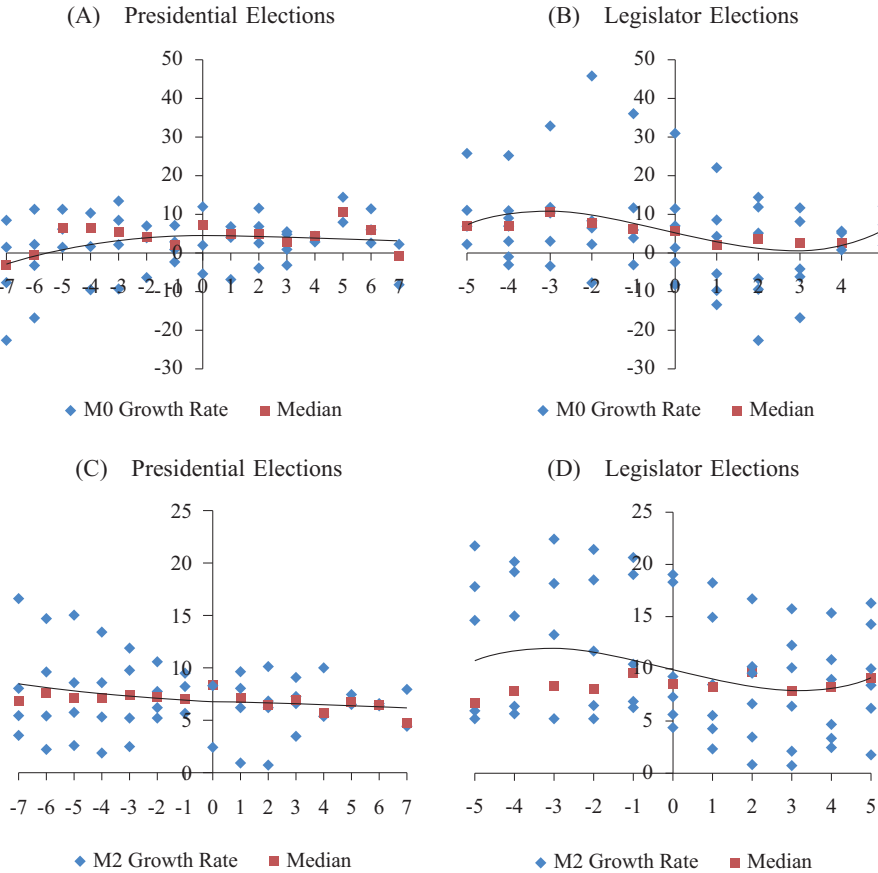 (A) Presidential Elections
(B) Legislator Elections
50
50
40
40
30
30
20
20
10
10
0
0
-7 -6 -5 -4 -3 -2 -1 0 1 2 3 4 5 6 7
-5 -4 -3 -2 -1 0 1 2 3 4
-10
-10
-20
-20
-30
-30
M0 Growth Rate Median
M0 Growth Rate Median
(C) Presidential Elections
(D) Legislator Elections
25
25
20
20
15
15
10
10
5
5
0
0
-7 -6 -5 -4 -3 -2 -1 0 1 2 3 4 5 6 7
-5 -4 -3 -2 -1 0 1 2 3 4 5
M2 Growth Rate Median
M2 Growth Rate Median